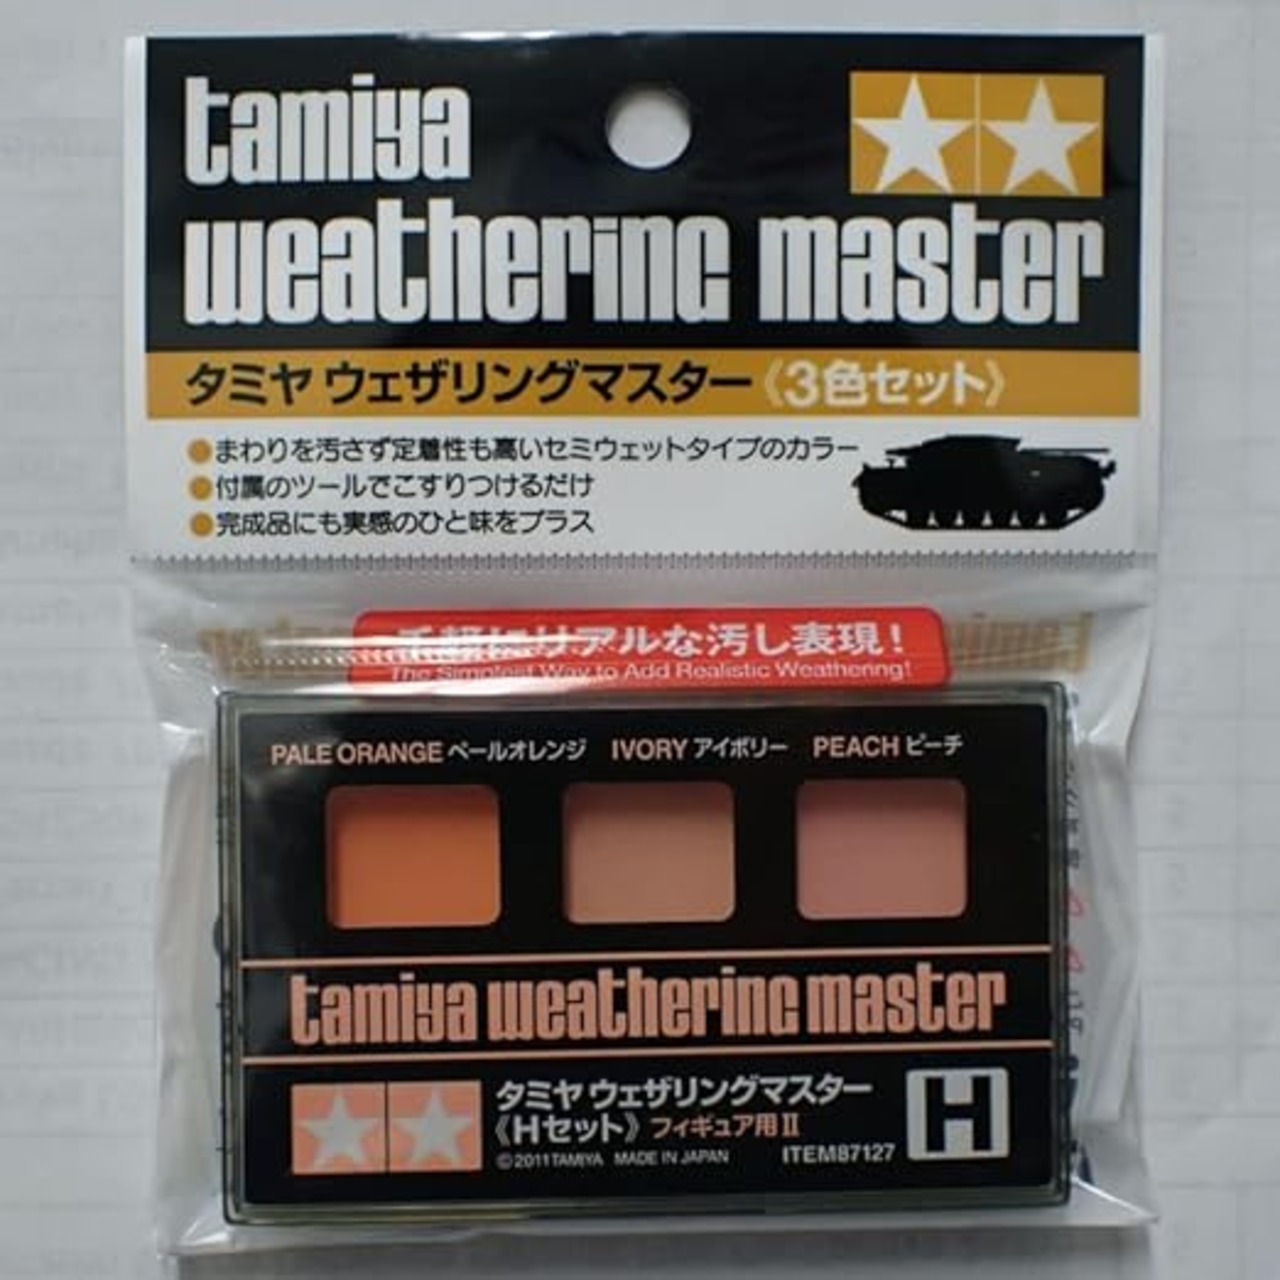 tamiya
weathering master
タミヤ ウェザリングマスター《3色セット》
●まわりを汚さず定着性も高いセミウェットタイプのカラー
●付属のツールでこすりつけるだけ
●完成品にも実感のひと味をプラス
手軽にリアルな汚し表現!
The Simplest Way to Add Realistic Weathering!
PALE ORANGE ペールオレンジ IVORY アイボリー PEACH ピーチ
tamiya weathering master
タミヤ ウェザリングマスター
《Hセット》 フィギュア用II
H
©2011 TAMIYA MADE IN JAPAN ITEM87127